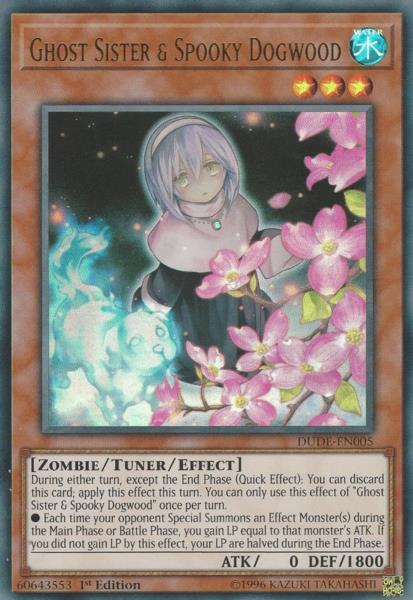 GHOST SISTER & SPOOKY DOGWOOD
WATER
水
DUDE-EN005
[ZOMBIE/TUNER/EFFECT]
During either turn, except the End Phase (Quick Effect): You can discard
this card; apply this effect this turn. You can only use this effect of "Ghost
Sister & Spooky Dogwood" once per turn.
● Each time your opponent Special Summons an Effect Monster(s) during
the Main Phase or Battle Phase, you gain LP equal to that monster's ATK. If
you did not gain LP by this effect, your LP are halved during the End Phase.
ATK/ 0 DEF/1800
60643553 1st Edition ©1996 KAZUKI TAKAHASHI